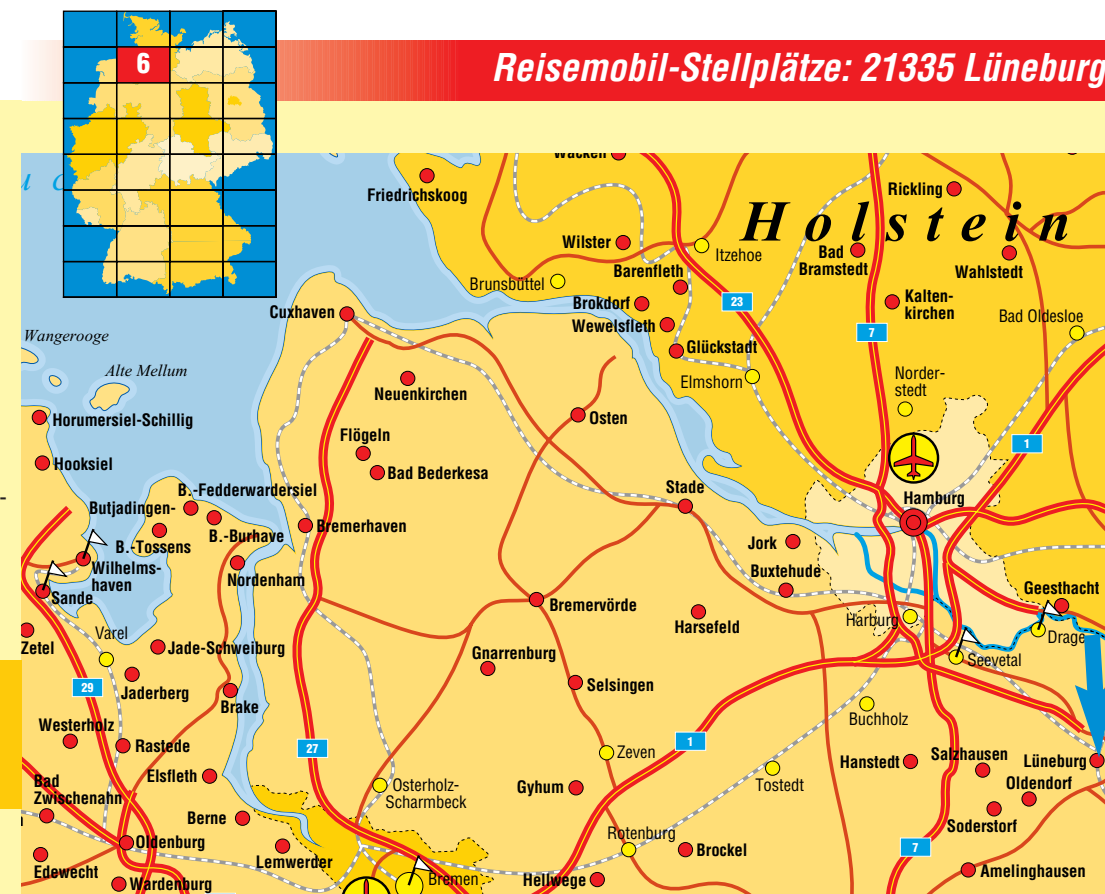 6
Reisemobil-Stellplätze: 21335 Lüneburg
Wacken
Friedrichskoog
Rickling
Holstein
Wilster
Itzehoe
Bad
Bramstedt
Wahlstedt
Barenfleth
Brunsbüttel
Brokdorf
23
Kalten-
kirchen
Cuxhaven
Wewelsfleth
7
Bad Oldesloe
Wangerooge
Glückstadt
Alte Mellum
Elmshorn
Norder-
stedt
Neuenkirchen
Horumersiel-Schillig
Osten
Flögeln
1
Hooksiel
Bad Bederkesa
B.-Fedderwardersiel
Stade
Hamburg
Butjadingen-
B.-Burhave
Bremerhaven
B.-Tossens
Jork
Wilhelms-
haven
Nordenham
Buxtehude
Geesthacht
Sande
Bremervörde
Harsefeld
Harburg
Drage
Varel
Zetel
Jade-Schweiburg
Gnarrenburg
Seevetal
29
Jaderberg
Selsingen
Brake
Buchholz
Westerholz
Rastede
27
Zeven
1
Hanstedt
Salzhausen
Lüneburg
Bad
Zwischenahn
Elsfleth
Osterholz-
Scharmbeck
Gyhum
Tostedt
Oldendorf
Berne
Soderstorf
Oldenburg
Rotenburg
7
Lemwerder
Brockel
Edewecht
Wardenburg
Bremen
Hellwege
Amelinghausen